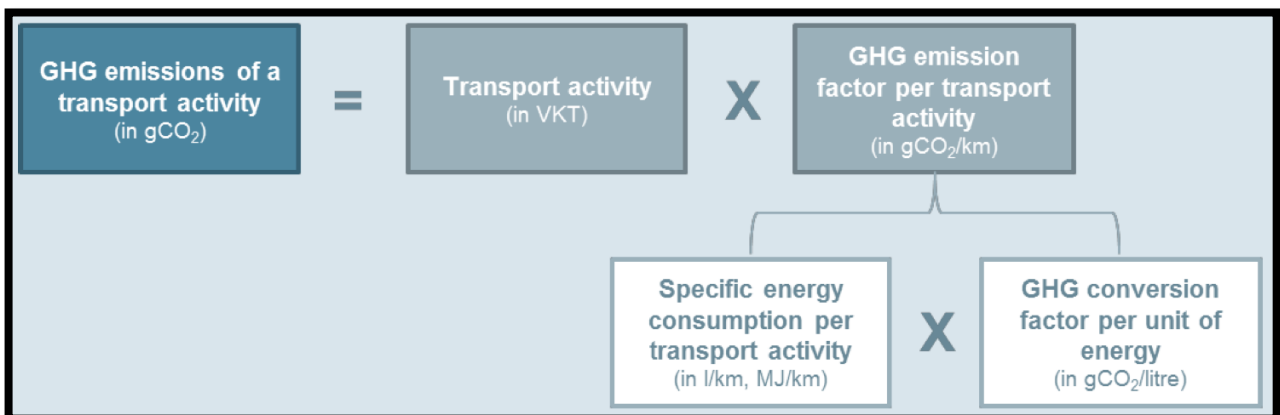 GHG emissions of a
transport activity
(in gCO₂)
=
Transport activity
(in VKT)
X
GHG emission
factor per transport
activity
(in gCO₂/km)
Specific energy
consumption per
transport activity
(in l/km, MJ/km)
X
GHG conversion
factor per unit of
energy
(in gCO₂/litre)